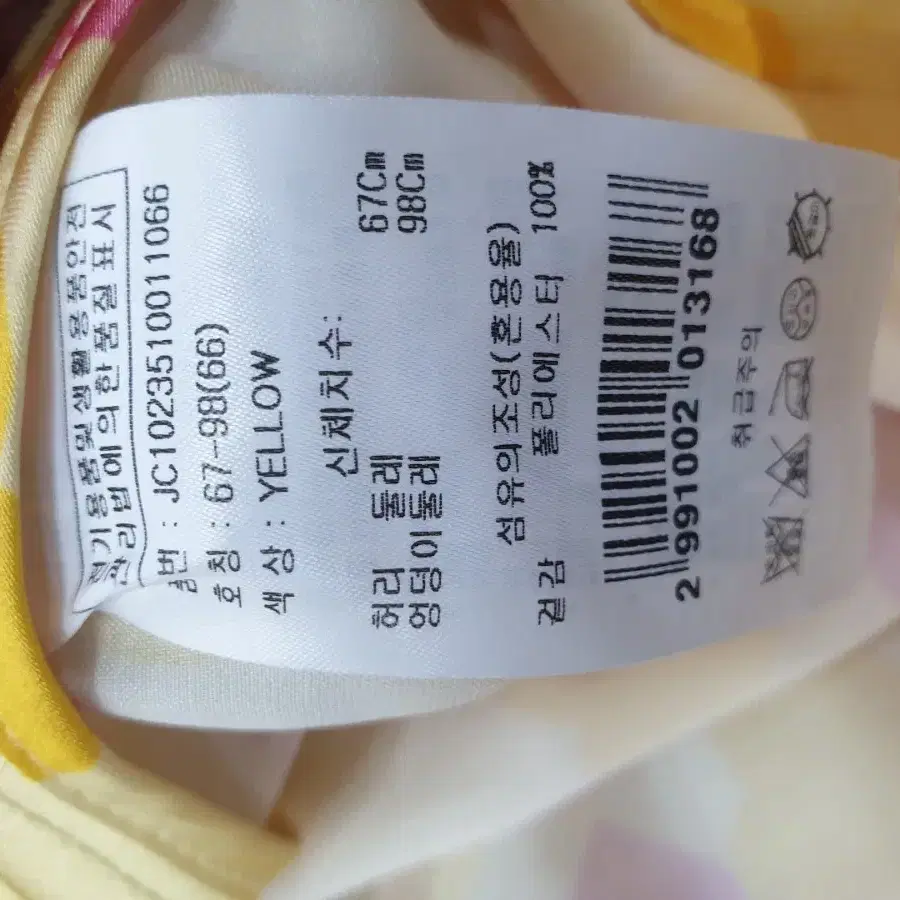 전기용품및생활용품안전
관리법에의한품질표시
품번 : JC1023510011066
호칭 : 67-98(66)
색상 : YELLOW
신체치수:
허리 둘레 67Cm
엉덩이둘레 98Cm
섬유의조성(혼용율)
겉감 폴리에스터 100%
2 991002 013168
취급주의